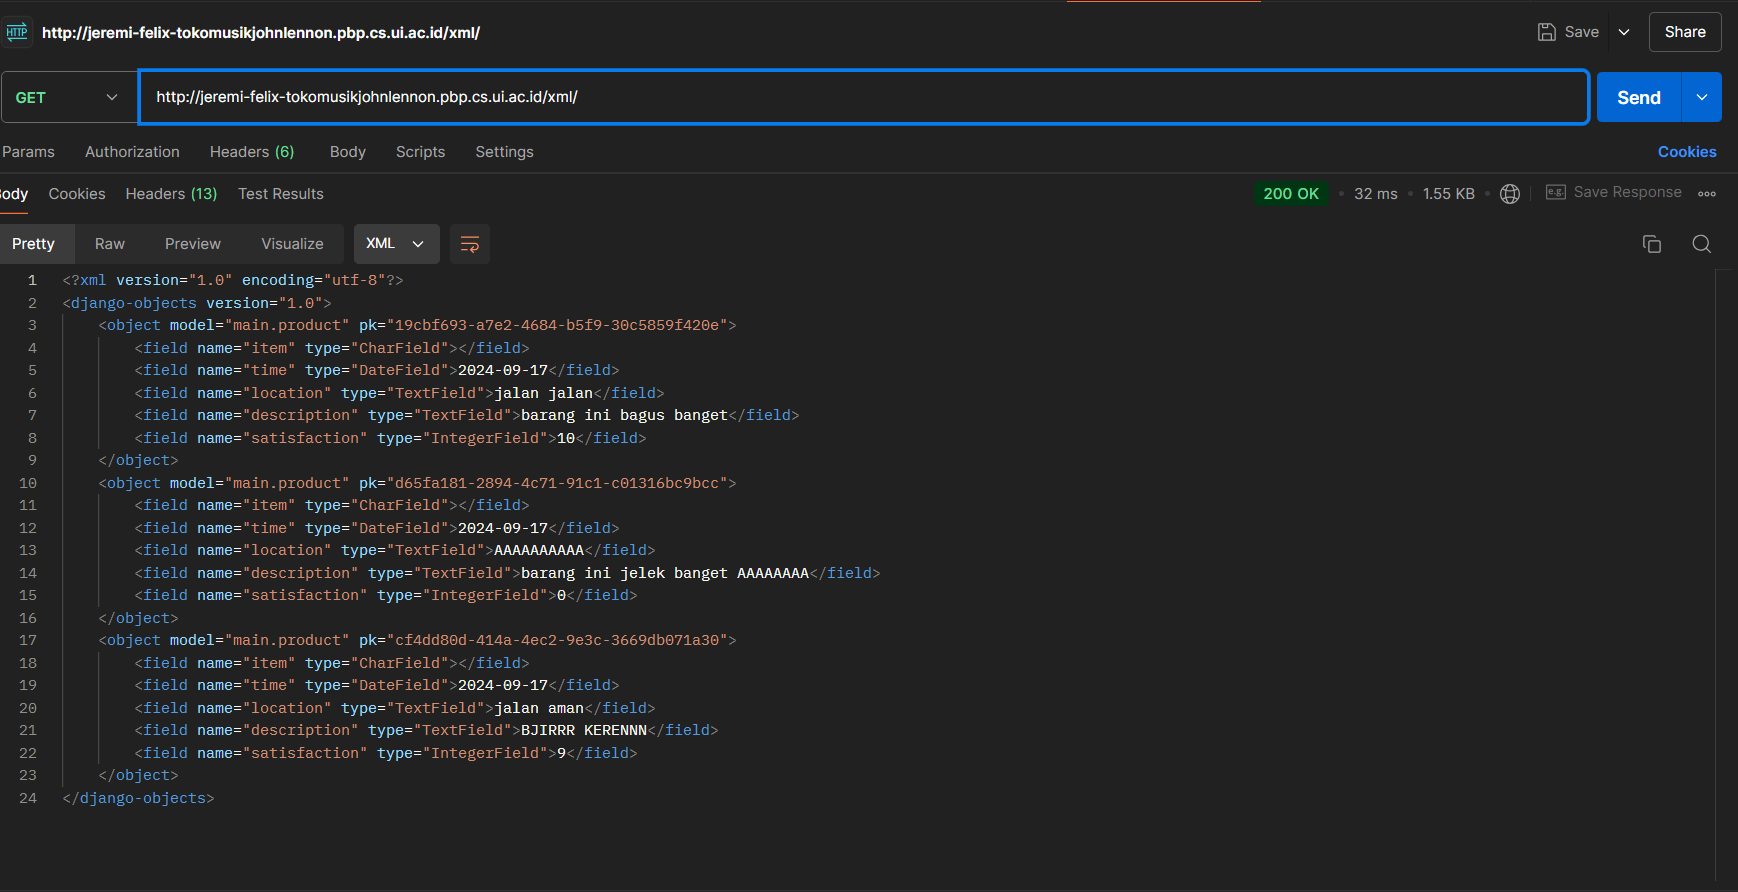 HTTP http://jeremi-felix-tokomusikjohnlennon.pbp.cs.ui.ac.id/xml/ Save Share
GET http://jeremi-felix-tokomusikjohnlennon.pbp.cs.ui.ac.id/xml/ Send
Params Authorization Headers (6) Body Scripts Settings Cookies
Body Cookies Headers (13) Test Results 200 OK • 32 ms • 1.55 KB • e.g. Save Response
Pretty Raw Preview Visualize XML
1 <?xml version="1.0" encoding="utf-8"?>
2 <django-objects version="1.0">
3 <object model="main.product" pk="19cbf693-a7e2-4684-b5f9-30c5859f420e">
4 <field name="item" type="CharField"></field>
5 <field name="time" type="DateField">2024-09-17</field>
6 <field name="location" type="TextField">jalan jalan</field>
7 <field name="description" type="TextField">barang ini bagus banget</field>
8 <field name="satisfaction" type="IntegerField">10</field>
9 </object>
10 <object model="main.product" pk="d65fa181-2894-4c71-91c1-c01316bc9bcc">
11 <field name="item" type="CharField"></field>
12 <field name="time" type="DateField">2024-09-17</field>
13 <field name="location" type="TextField">AAAAAAAAAA</field>
14 <field name="description" type="TextField">barang ini jelek banget AAAAAAAA</field>
15 <field name="satisfaction" type="IntegerField">0</field>
16 </object>
17 <object model="main.product" pk="cf4dd80d-414a-4ec2-9e3c-3669db071a30">
18 <field name="item" type="CharField"></field>
19 <field name="time" type="DateField">2024-09-17</field>
20 <field name="location" type="TextField">jalan aman</field>
21 <field name="description" type="TextField">BJIRRR KERENNN</field>
22 <field name="satisfaction" type="IntegerField">9</field>
23 </object>
24 </django-objects>